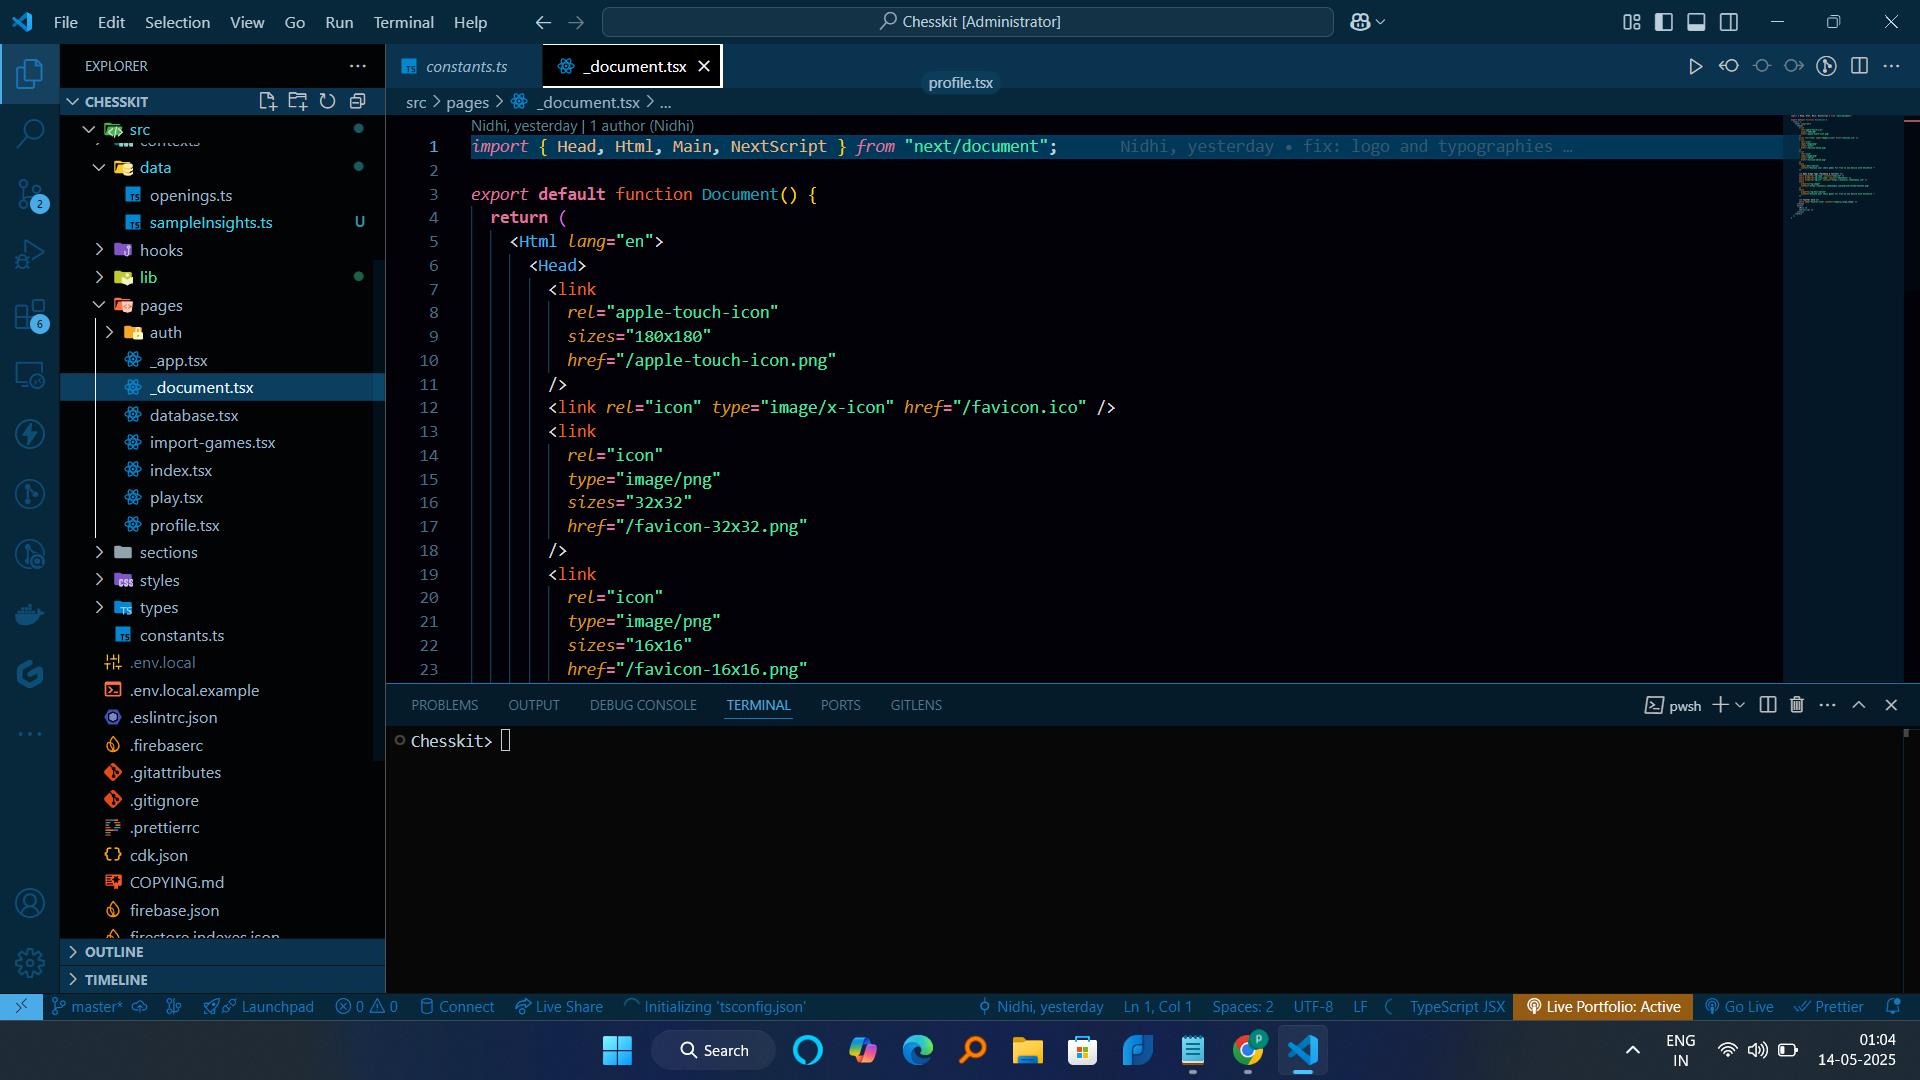 File Edit Selection View Go Run Terminal Help
Chesskit [Administrator]
EXPLORER
constants.ts
_document.tsx
profile.tsx
CHESSKIT
src > pages > _document.tsx > ...
src
contexts
data
openings.ts
sampleInsights.ts U
hooks
lib
pages
auth
_app.tsx
_document.tsx
database.tsx
import-games.tsx
index.tsx
play.tsx
profile.tsx
sections
styles
types
constants.ts
.env.local
.env.local.example
.eslintrc.json
.firebaserc
.gitattributes
.gitignore
.prettierrc
cdk.json
COPYING.md
firebase.json
firestore.indexes.json
OUTLINE
TIMELINE
2
6
Nidhi, yesterday | 1 author (Nidhi)
1 import { Head, Html, Main, NextScript } from "next/document"; Nidhi, yesterday • fix: logo and typographies …
2
3 export default function Document() {
4 return (
5 <Html lang="en">
6 <Head>
7 <link
8 rel="apple-touch-icon"
9 sizes="180x180"
10 href="/apple-touch-icon.png"
11 />
12 <link rel="icon" type="image/x-icon" href="/favicon.ico" />
13 <link
14 rel="icon"
15 type="image/png"
16 sizes="32x32"
17 href="/favicon-32x32.png"
18 />
19 <link
20 rel="icon"
21 type="image/png"
22 sizes="16x16"
23 href="/favicon-16x16.png"
PROBLEMS OUTPUT DEBUG CONSOLE TERMINAL PORTS GITLENS
pwsh
Chesskit>
master* Launchpad 0 0 Connect Live Share Initializing 'tsconfig.json' Nidhi, yesterday Ln 1, Col 1 Spaces: 2 UTF-8 LF TypeScript JSX Live Portfolio: Active Go Live Prettier
Search
P
ENG
IN
01:04
14-05-2025